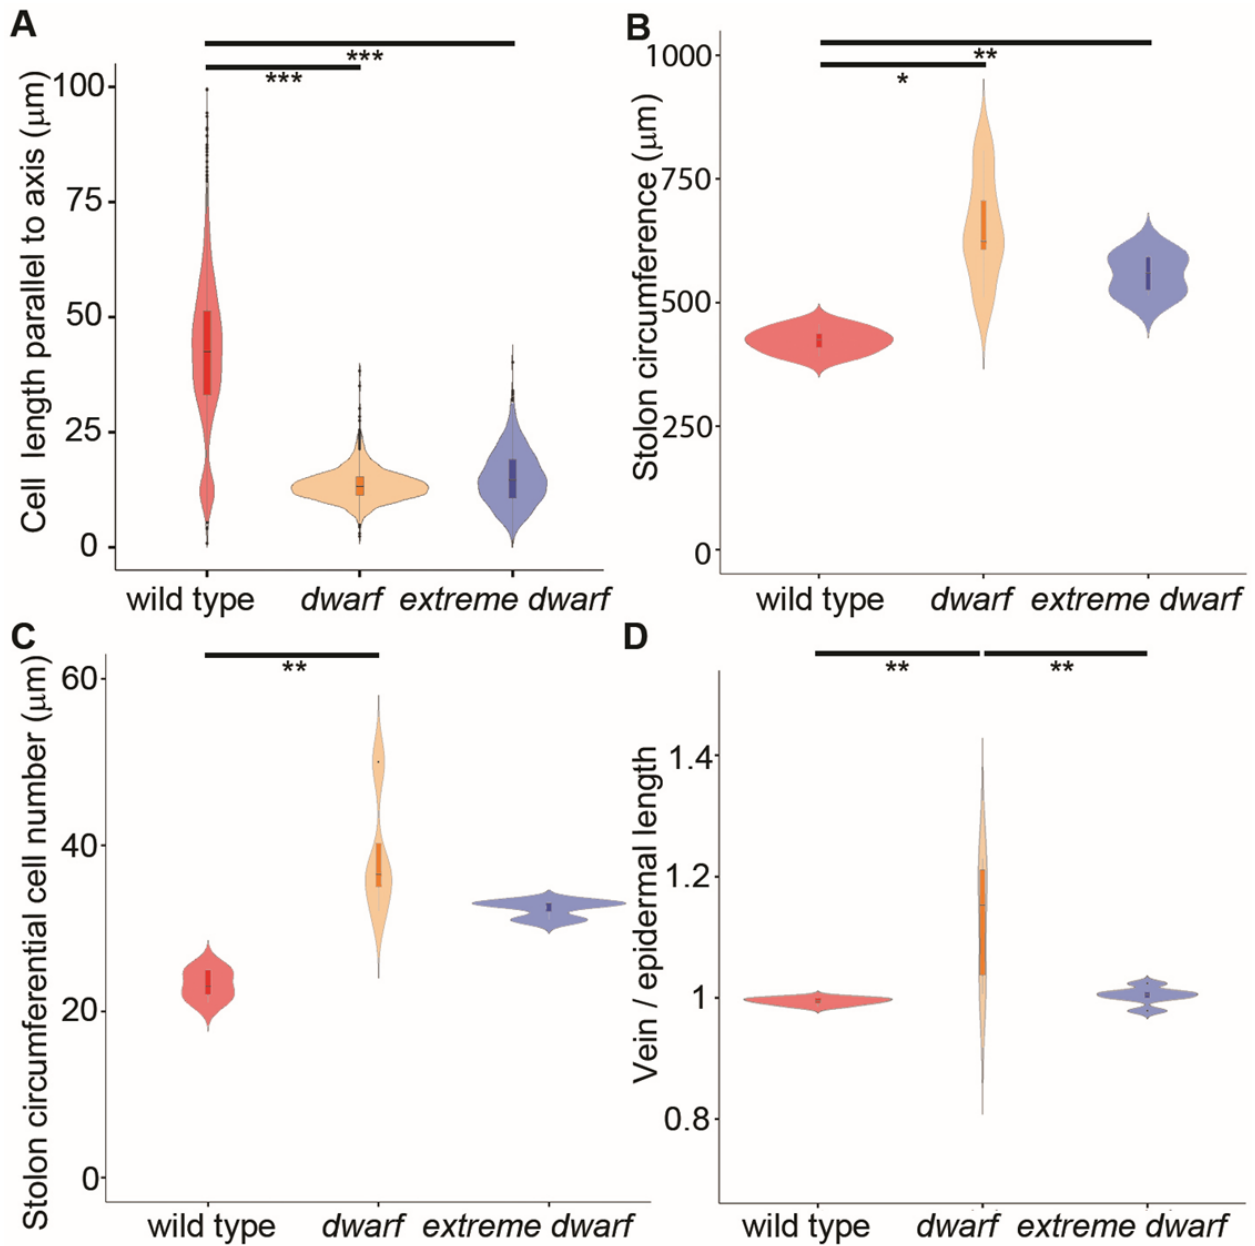 A
Cell length parallel to axis (μm)
100
75
50
25
0
***
***
wild type dwarf extreme dwarf
B
Stolon circumference (μm)
1000
750
500
250
0
**
*
wild type dwarf extreme dwarf
C
Stolon circumferential cell number (μm)
60
40
20
0
**
wild type dwarf extreme dwarf
D
Vein / epidermal length
1.4
1.2
1
0.8
** **
wild type dwarf extreme dwarf